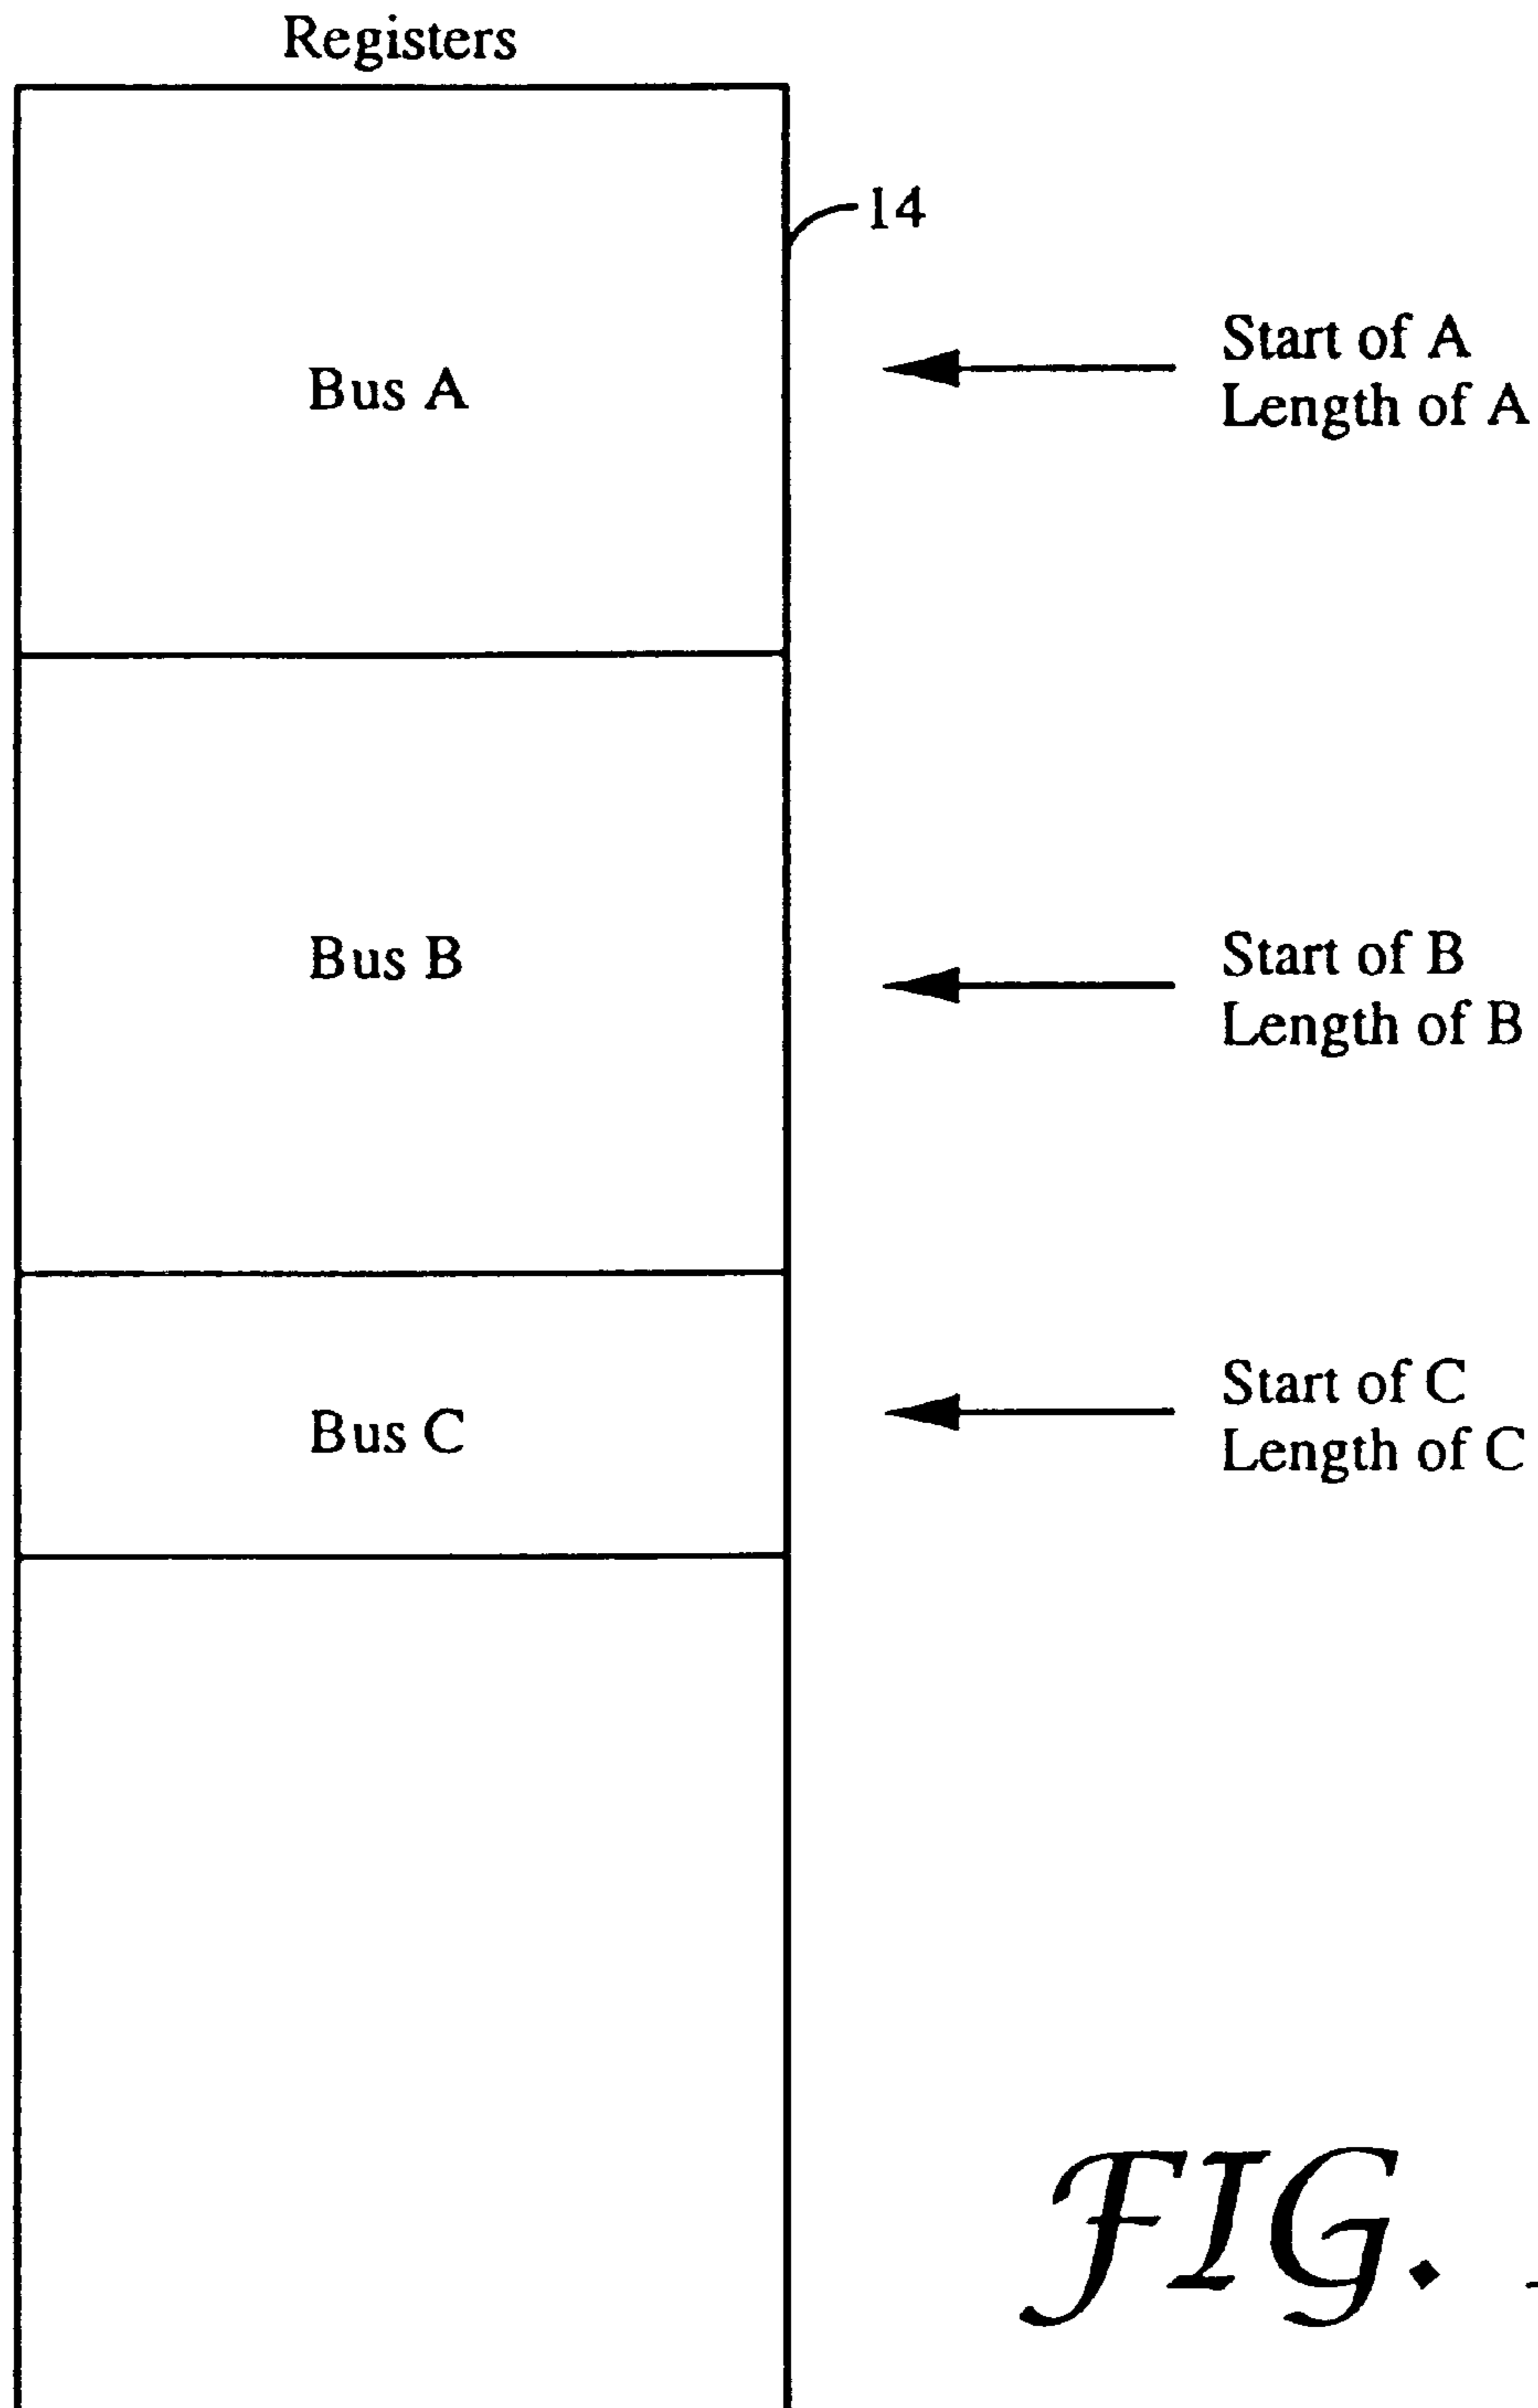 Registers
14
Start of A
Length of A
Bus A
Start of B
Length of B
Bus B
Start of C
Length of C
Bus C
FIG.